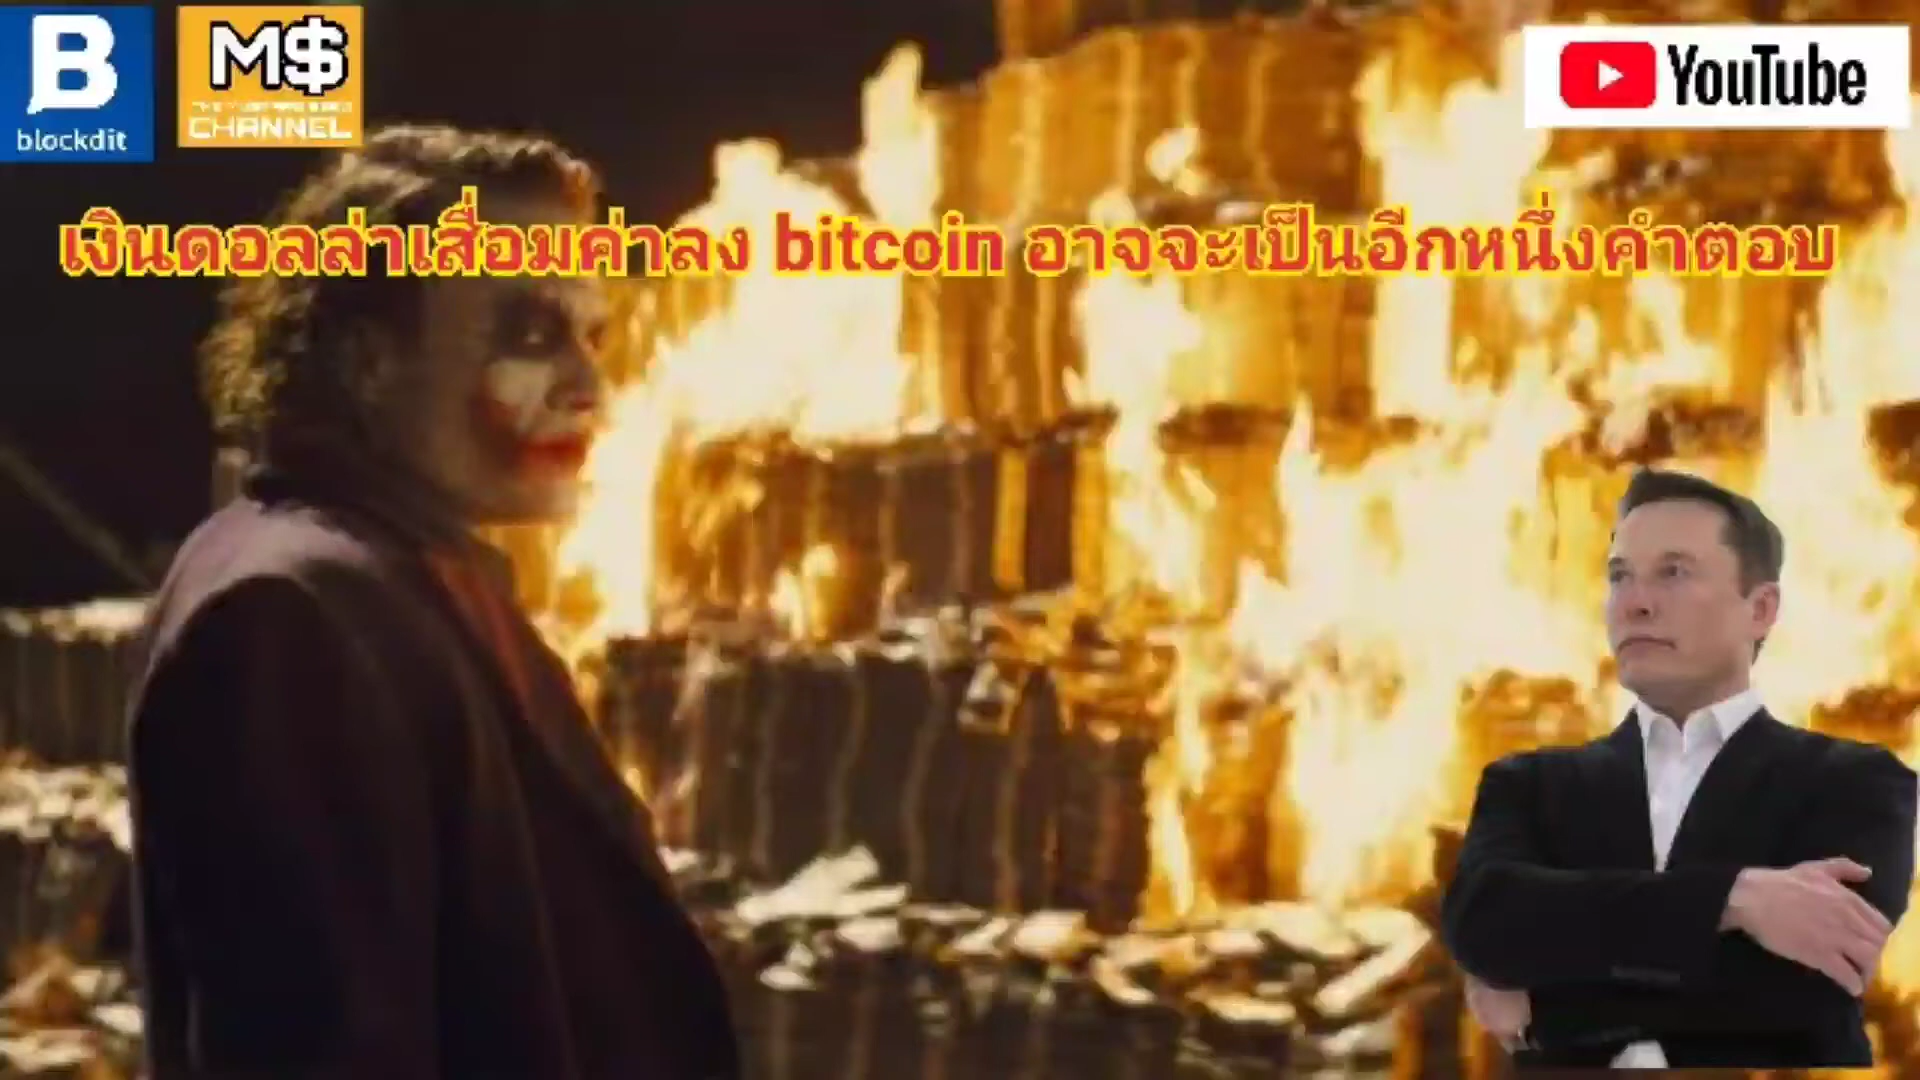 B
blockdit
M$
CHANNEL
YouTube
เงินดอลล่าเสื่อมค่าลง bitcoin อาจจะเป็นอีกหนึ่งคำตอบ